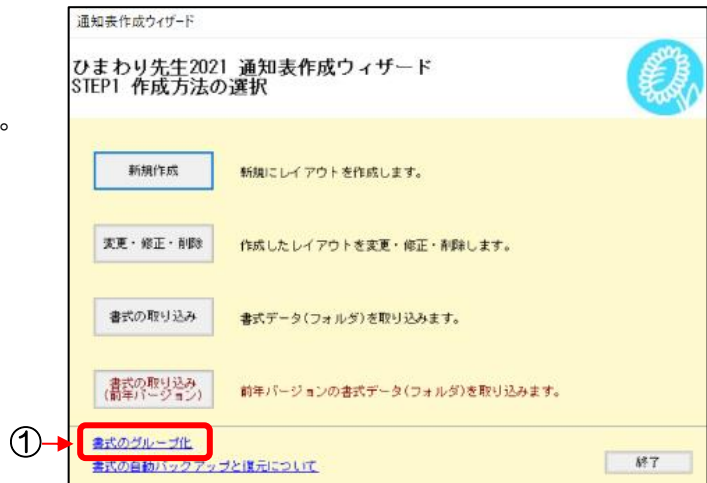 通知表作成ウィザード
ひまわり先生2021 通知表作成ウィザード
STEP1 作成方法の選択
。
新規作成
新規にレイアウトを作成します。
変更・修正・削除
作成したレイアウトを変更・修正・削除します。
書式の取り込み
書式データ(フォルダ)を取り込みます。
書式の取り込み
(前年バージョン)
前年バージョンの書式データ(フォルダ)を取り込みます。
①
書式のグループ化
書式の自動バックアップと復元について
終了